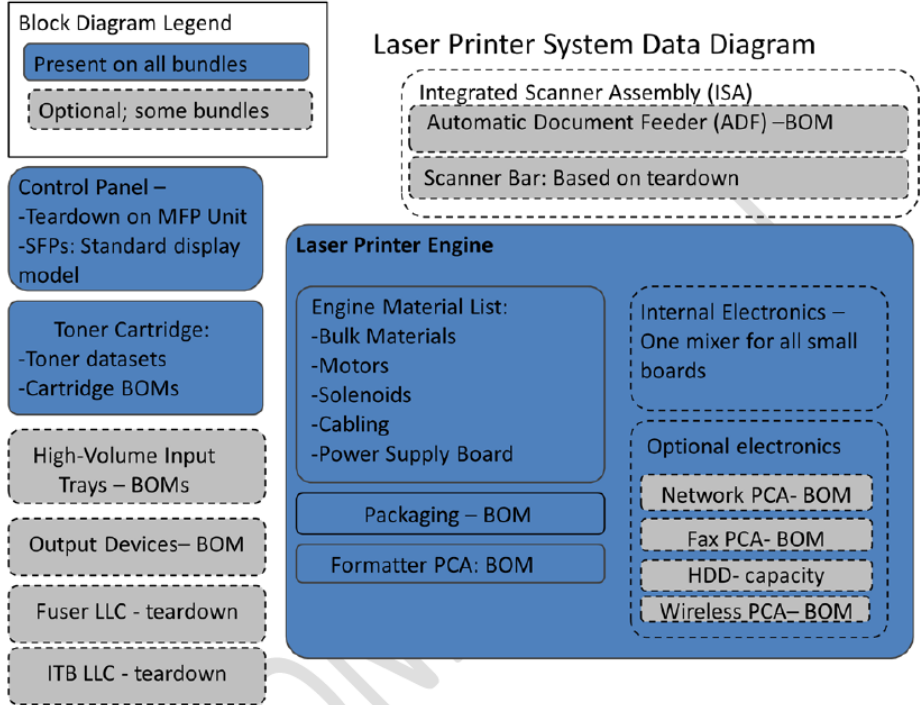 Block Diagram Legend
Present on all bundles
Optional; some bundles
Laser Printer System Data Diagram
Integrated Scanner Assembly (ISA)
Automatic Document Feeder (ADF) –BOM
Scanner Bar: Based on teardown
Control Panel –
-Teardown on MFP Unit
-SFPs: Standard display
model
Toner Cartridge:
-Toner datasets
-Cartridge BOMs
High-Volume Input
Trays – BOMs
Output Devices– BOM
Fuser LLC - teardown
ITB LLC - teardown
Laser Printer Engine
Engine Material List:
-Bulk Materials
-Motors
-Solenoids
-Cabling
-Power Supply Board
Packaging – BOM
Formatter PCA: BOM
Internal Electronics –
One mixer for all small
boards
Optional electronics
Network PCA- BOM
Fax PCA- BOM
HDD- capacity
Wireless PCA– BOM